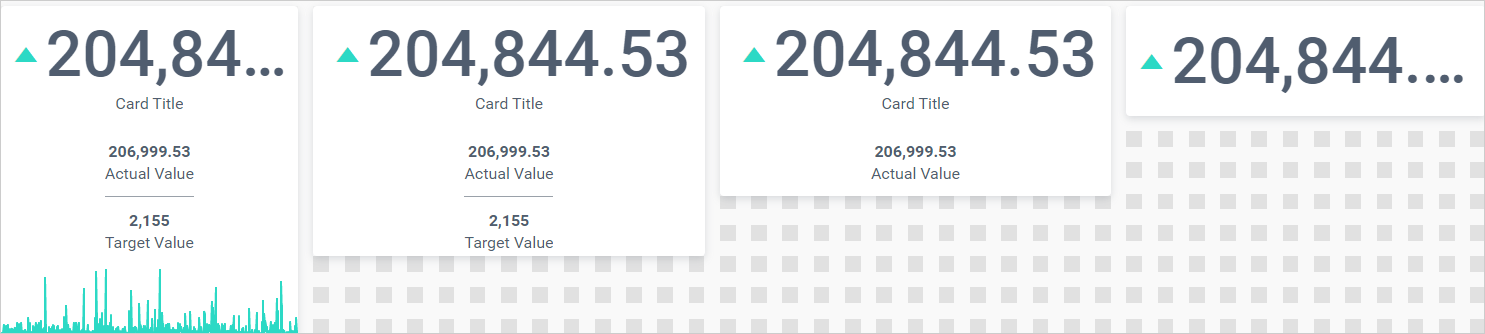 204,84...
Card Title
206,999.53
Actual Value
2,155
Target Value
204,844.53
Card Title
206,999.53
Actual Value
2,155
Target Value
204,844.53
Card Title
206,999.53
Actual Value
204,844....